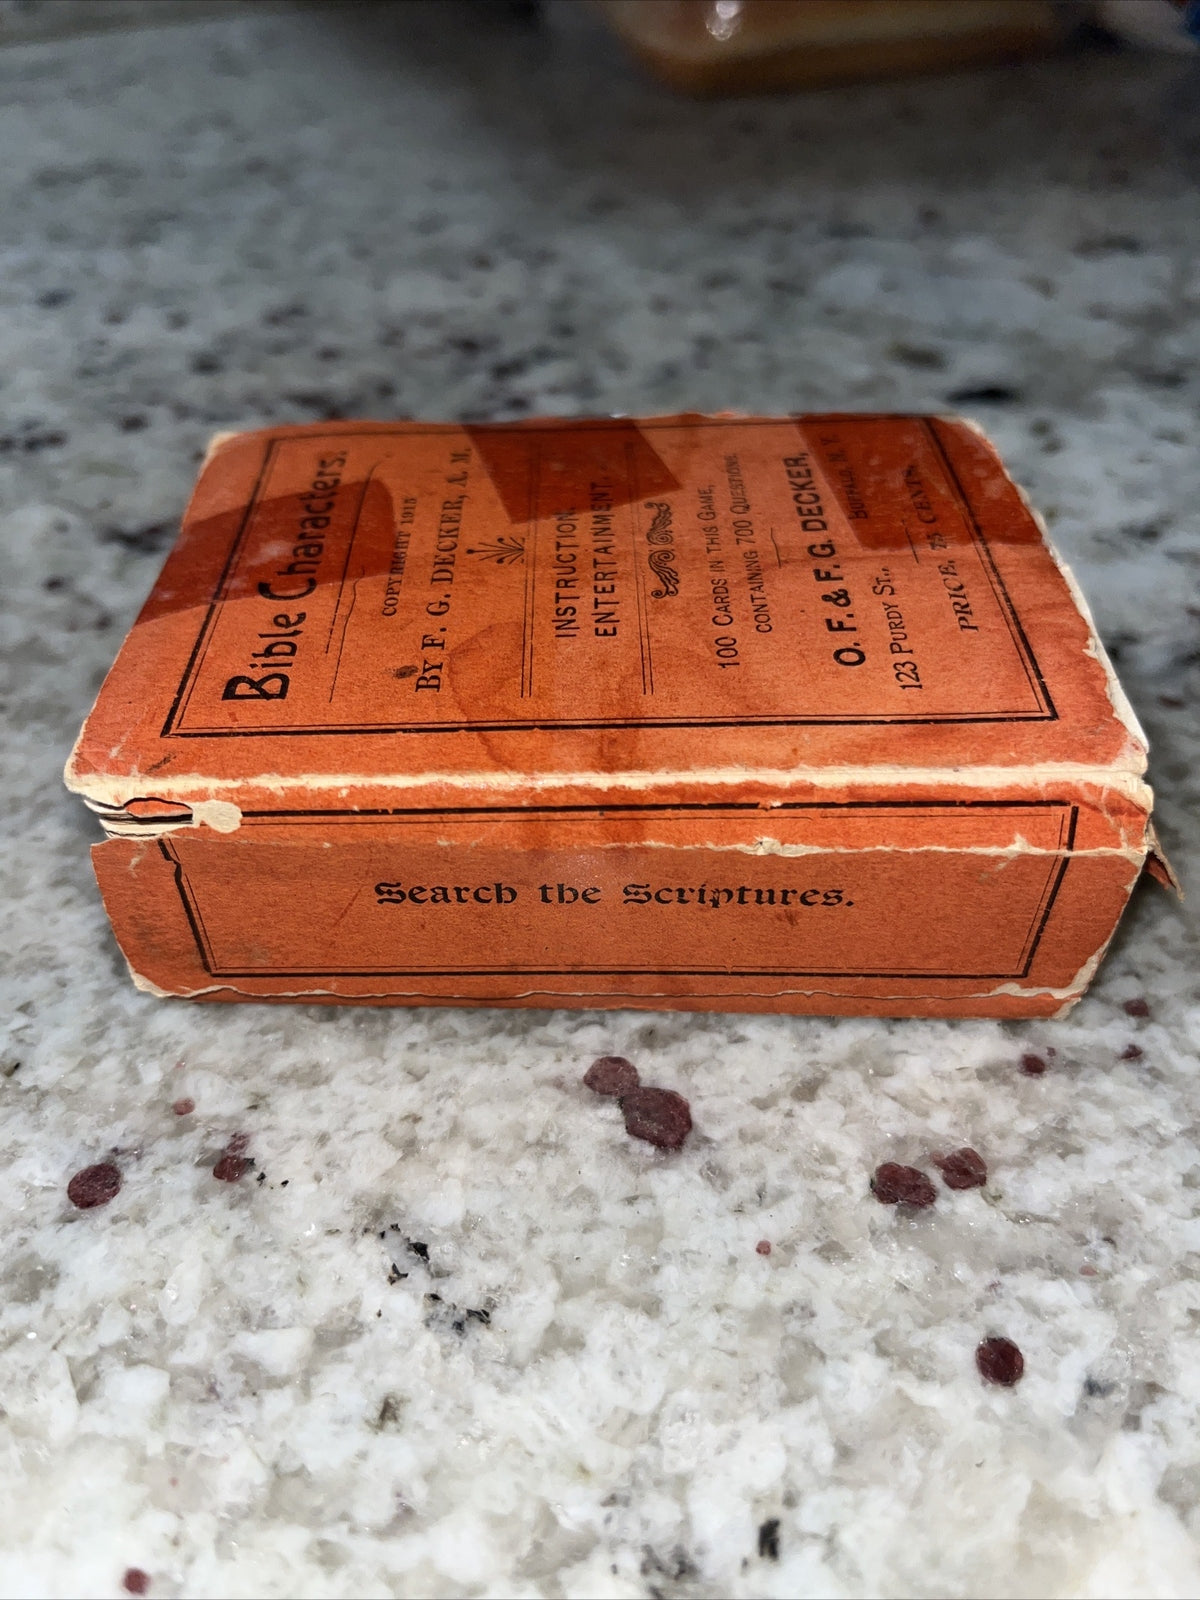 Bible Characters.
COPYRIGHT 1915
BY F. G. DECKER, A. M.
INSTRUCTION.
ENTERTAINMENT.
100 CARDS IN THIS GAME,
CONTAINING 700 QUESTIONS.
O. F. & F. G. DECKER,
123 PURDY ST., BUFFALO, N. Y.
PRICE, 75 CENTS.
Search the Scriptures.